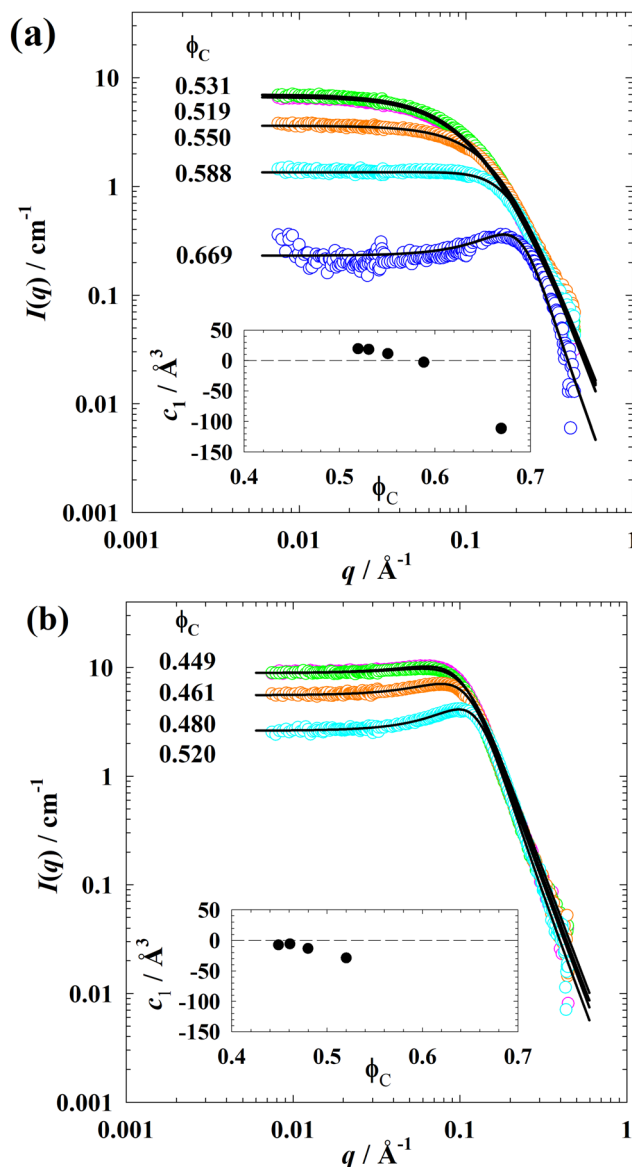 (a)
ϕC
0.531
0.519
0.550
0.588
0.669
10
1
0.1
0.01
0.001
I(q) / cm⁻¹
50
0
-50
-100
-150
c₁ / Å³
0.4 0.5 0.6 0.7
ϕC
0.001 0.01 0.1 1
q / Å⁻¹
(b)
ϕC
0.449
0.461
0.480
0.520
10
1
0.1
0.01
0.001
I(q) / cm⁻¹
50
0
-50
-100
-150
c₁ / Å³
0.4 0.5 0.6 0.7
ϕC
0.001 0.01 0.1 1
q / Å⁻¹